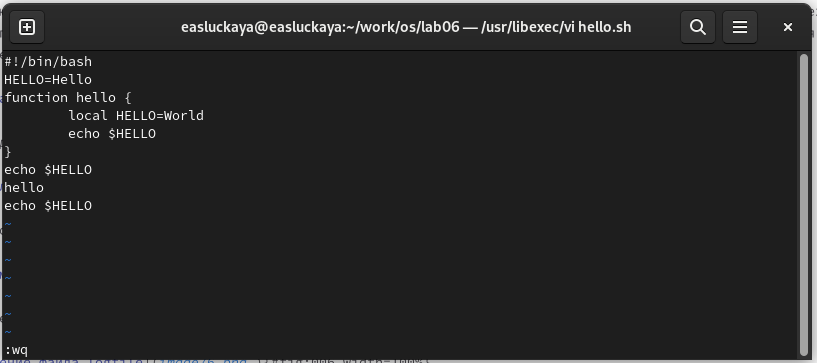 easluckaya@easluckaya:~/work/os/lab06 — /usr/libexec/vi hello.sh
#!/bin/bash
HELLO=Hello
function hello {
        local HELLO=World
        echo $HELLO
}
echo $HELLO
hello
echo $HELLO
~
~
~
~
~
~
~
:wq